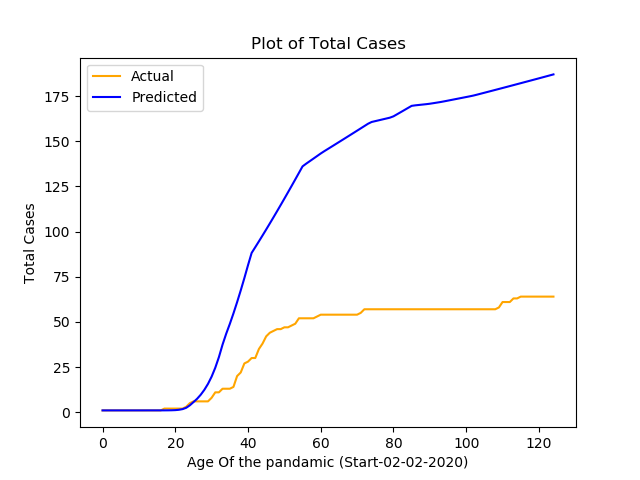 Plot of Total Cases
Actual
Predicted
175
150
125
100
75
50
25
0
Total Cases
0 20 40 60 80 100 120
Age Of the pandamic (Start-02-02-2020)